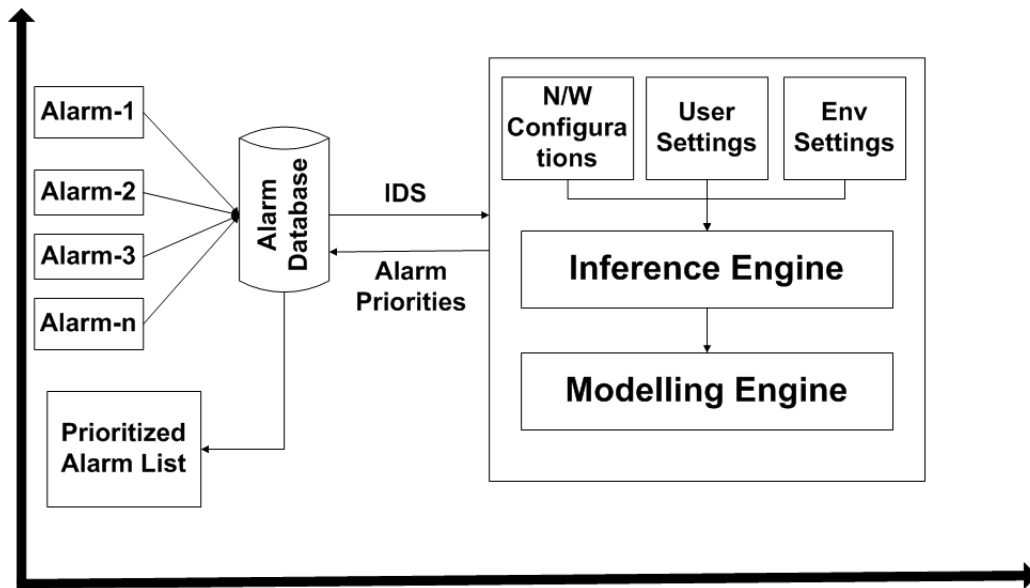 Alarm-1
Alarm-2
Alarm-3
Alarm-n
Prioritized
Alarm List
Alarm
Database
IDS
Alarm
Priorities
N/W
Configura
tions
User
Settings
Env
Settings
Inference Engine
Modelling Engine